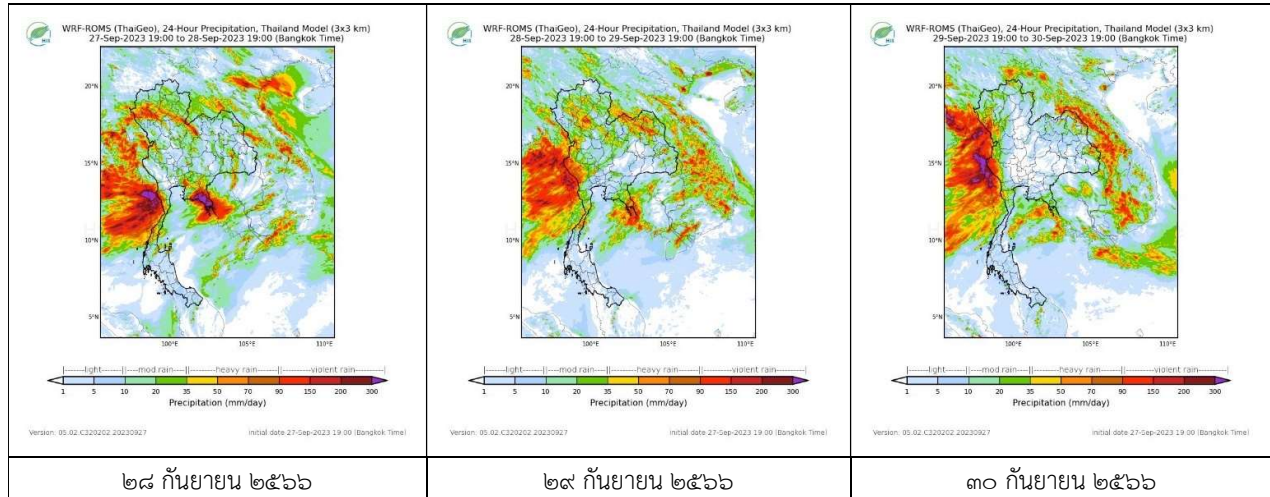 WRF-ROMS (ThaiGeo), 24-Hour Precipitation, Thailand Model (3x3 km)
27-Sep-2023 19:00 to 28-Sep-2023 19:00 (Bangkok Time)
20°N
15°N
10°N
5°N
100°E 105°E 110°E
|-------light-------||----mod.rain----||-------heavy rain-------||-------violent rain-------|
1 5 10 20 35 50 70 90 150 200 300
Precipitation (mm/day)
Version: 05.02.C320202.20230927 initial date 27-Sep-2023 19:00 (Bangkok Time)
๒๘ กันยายน ๒๕๖๖
WRF-ROMS (ThaiGeo), 24-Hour Precipitation, Thailand Model (3x3 km)
28-Sep-2023 19:00 to 29-Sep-2023 19:00 (Bangkok Time)
20°N
15°N
10°N
5°N
100°E 105°E 110°E
|-------light-------||----mod.rain----||-------heavy rain-------||-------violent rain-------|
1 5 10 20 35 50 70 90 150 200 300
Precipitation (mm/day)
Version: 05.02.C320202.20230927 initial date 27-Sep-2023 19:00 (Bangkok Time)
๒๙ กันยายน ๒๕๖๖
WRF-ROMS (ThaiGeo), 24-Hour Precipitation, Thailand Model (3x3 km)
29-Sep-2023 19:00 to 30-Sep-2023 19:00 (Bangkok Time)
20°N
15°N
10°N
5°N
100°E 105°E 110°E
|-------light-------||----mod.rain----||-------heavy rain-------||-------violent rain-------|
1 5 10 20 35 50 70 90 150 200 300
Precipitation (mm/day)
Version: 05.02.C320202.20230927 initial date 27-Sep-2023 19:00 (Bangkok Time)
๓๐ กันยายน ๒๕๖๖